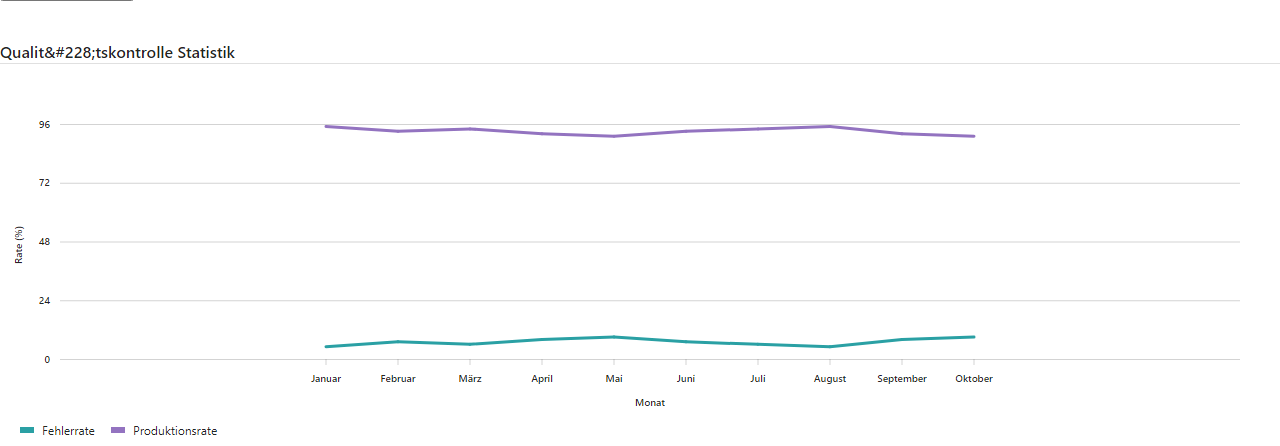 Qualit&#228;tskontrolle Statistik
96
72
48
24
0
Rate (%)
Januar Februar März April Mai Juni Juli August September Oktober
Monat
Fehlerrate Produktionsrate